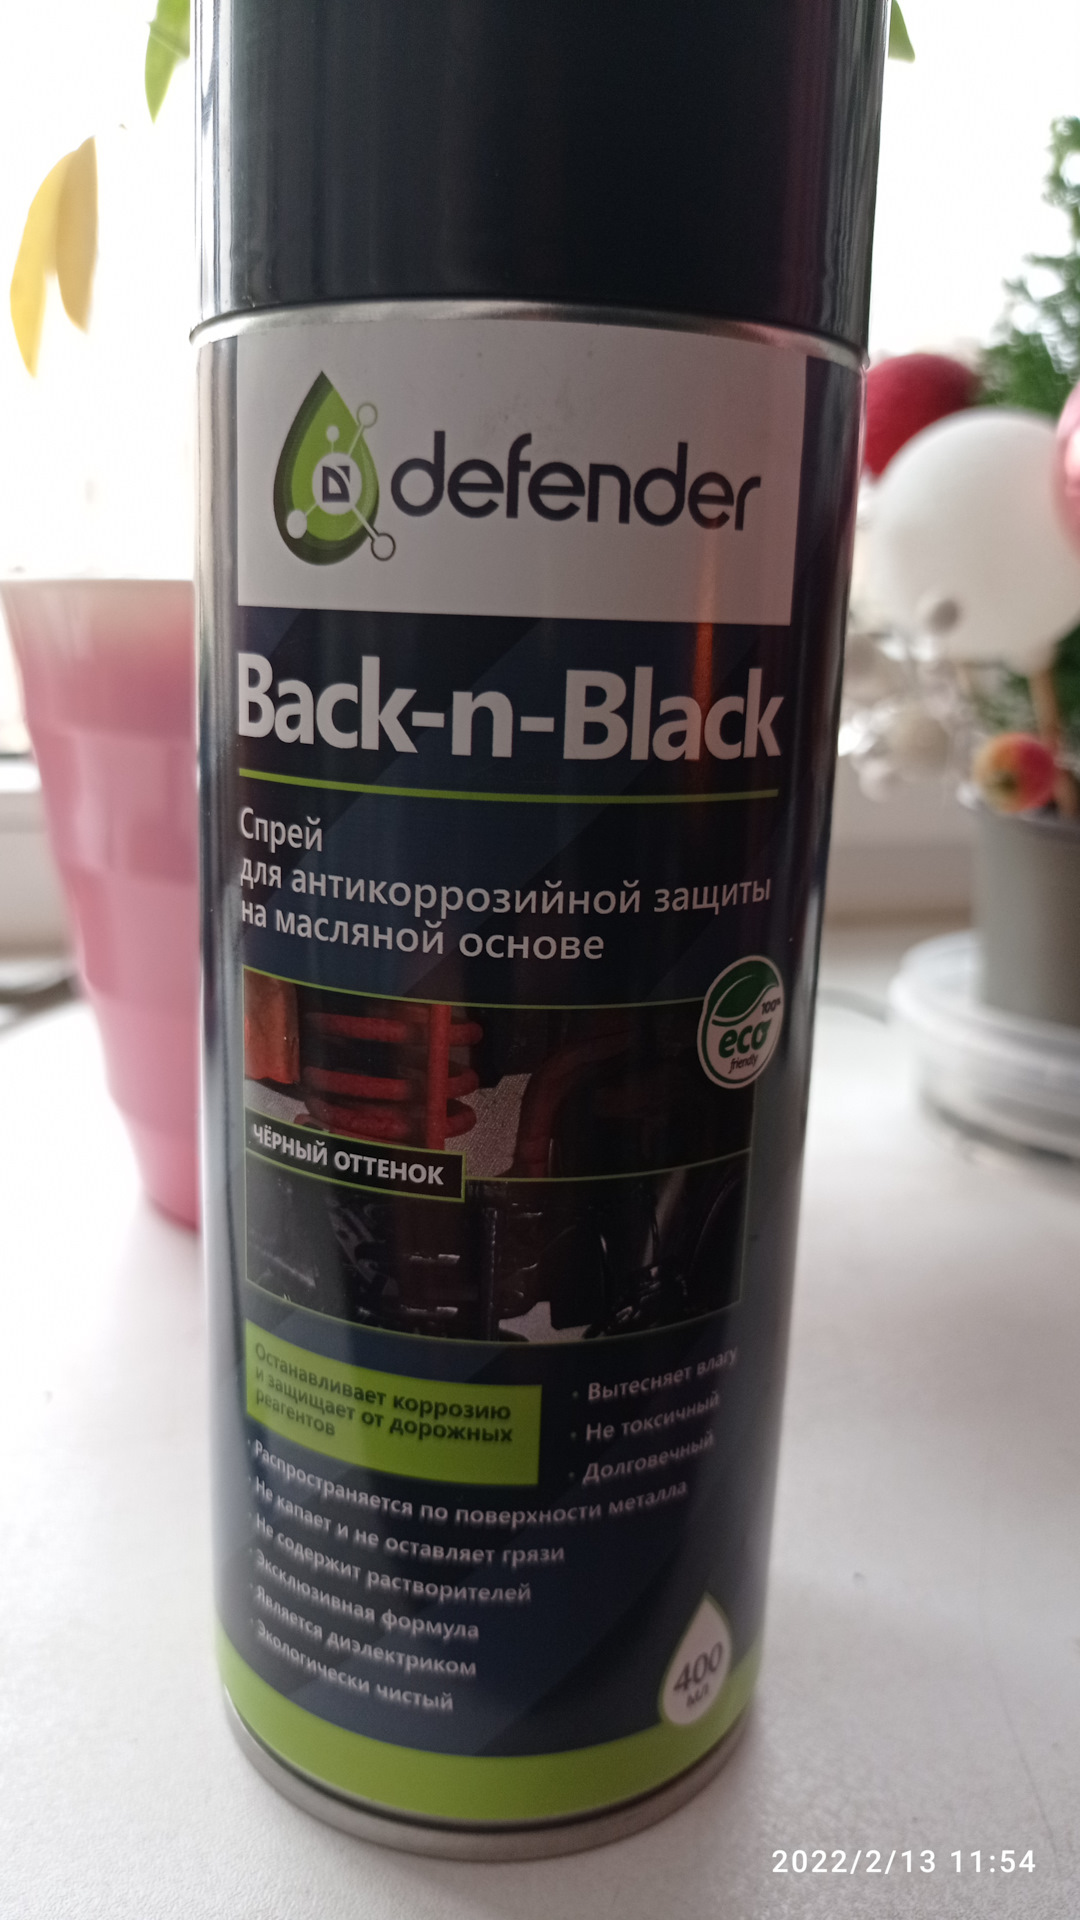 defender
Back-n-Black
Спрей
для антикоррозийной защиты
на масляной основе
100%
eco
friendly
ЧЁРНЫЙ ОТТЕНОК
Останавливает коррозию
и защищает от дорожных
реагентов
· Вытесняет влагу
· Не токсичный
· Долговечный
· Распространяется по поверхности металла
· Не капает и не оставляет грязи
· Не содержит растворителей
· Эксклюзивная формула
· Является диэлектриком
· Экологически чистый
400
МЛ
2022/2/13 11:54